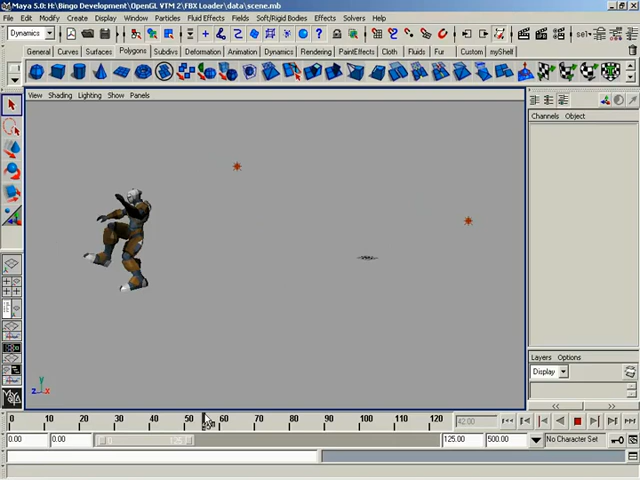 Maya 5.0: H:\Bingo Development\OpenGL VTM 2\FBX Loader\data\scene.mb
File Edit Modify Create Display Window Particles Fluid Effects Fields Soft/Rigid Bodies Effects Solvers Help
Dynamics sel
General Curves Surfaces Polygons Subdivs Deformation Animation Dynamics Rendering PaintEffects Cloth Fluids Fur Custom myShelf
View Shading Lighting Show Panels
Channels Object
y
z x
Layers Options
Display
0 10 20 30 40 50 60 70 80 90 100 110 120 42.00
0.00 0.00 125.00 500.00 No Character Set